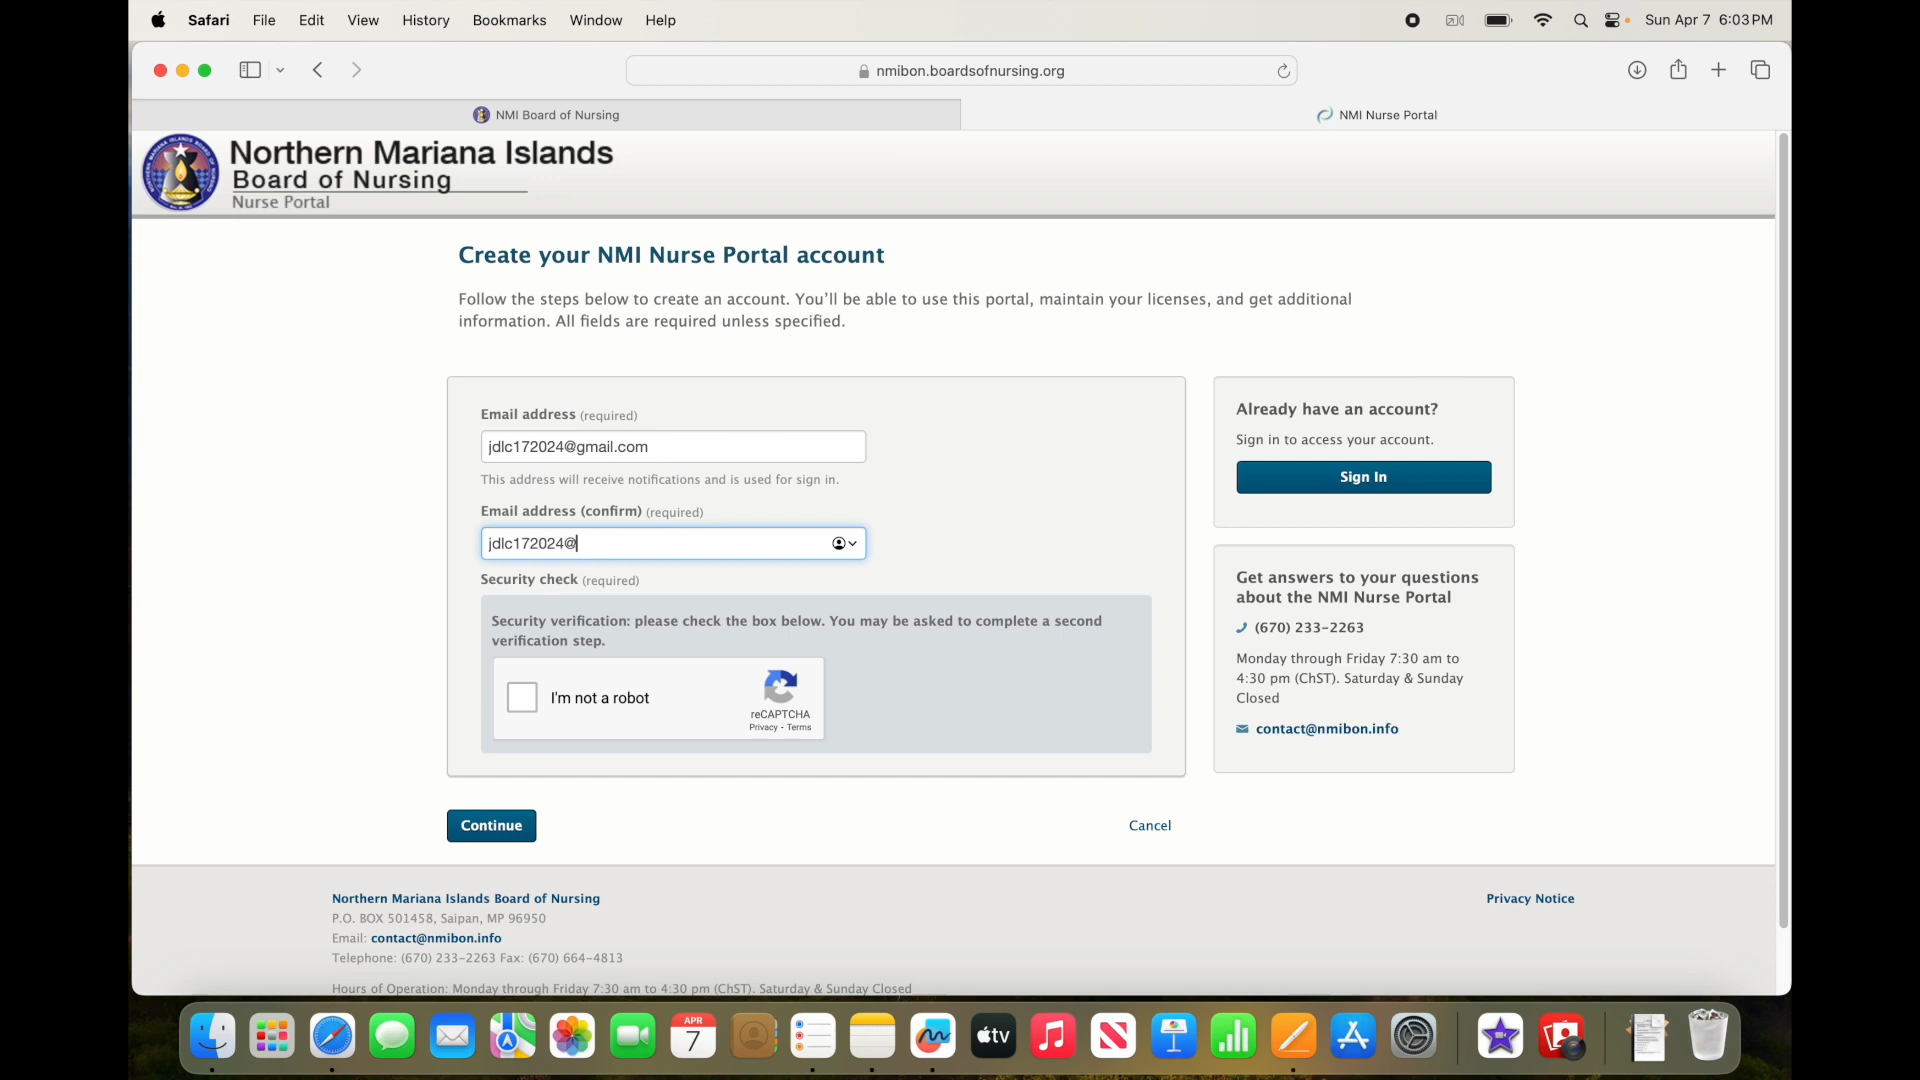 Safari File Edit View History Bookmarks Window Help Sun Apr 7 6:03 PM
nmibon.boardsofnursing.org
NMI Board of Nursing
NMI Nurse Portal
Northern Mariana Islands
Board of Nursing
Nurse Portal
Create your NMI Nurse Portal account
Follow the steps below to create an account. You'll be able to use this portal, maintain your licenses, and get additional
information. All fields are required unless specified.
Email address (required)
jdlc172024@gmail.com
This address will receive notifications and is used for sign in.
Email address (confirm) (required)
jdlc172024@
Security check (required)
Security verification: please check the box below. You may be asked to complete a second
verification step.
I'm not a robot
reCAPTCHA
Privacy - Terms
Continue
Cancel
Already have an account?
Sign in to access your account.
Sign In
Get answers to your questions
about the NMI Nurse Portal
(670) 233-2263
Monday through Friday 7:30 am to
4:30 pm (ChST). Saturday & Sunday
Closed
contact@nmibon.info
Northern Mariana Islands Board of Nursing
P.O. BOX 501458, Saipan, MP 96950
Email: contact@nmibon.info
Telephone: (670) 233-2263 Fax: (670) 664-4813
Hours of Operation: Monday through Friday 7:30 am to 4:30 pm (ChST). Saturday & Sunday Closed
Privacy Notice
APR
7
tv